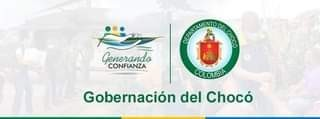 Generando
CONFIANZA
DEPARTAMENTO DEL CHOCÓ
COLOMBIA
Gobernación del Chocó